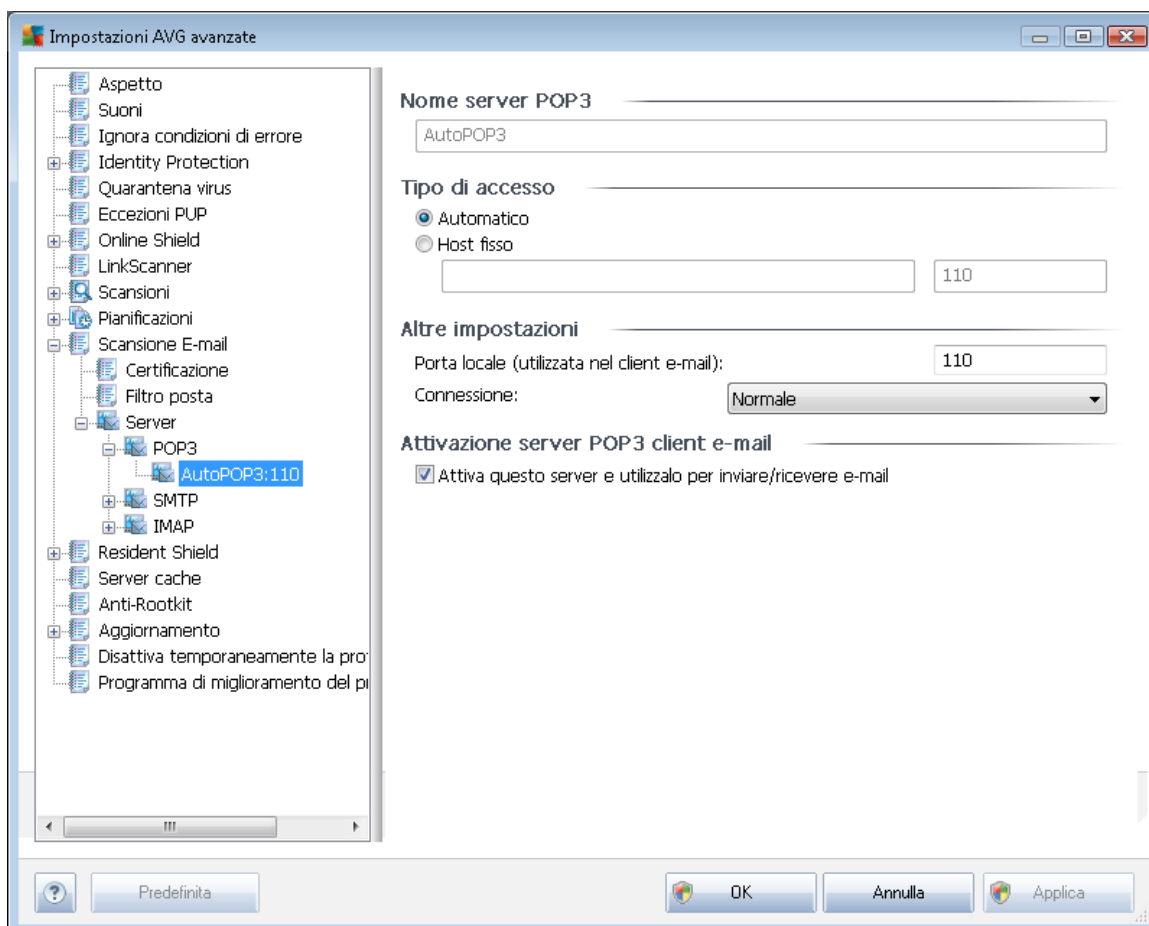 Impostazioni AVG avanzate
Aspetto
Suoni
Ignora condizioni di errore
Identity Protection
Quarantena virus
Eccezioni PUP
Online Shield
LinkScanner
Scansioni
Pianificazioni
Scansione E-mail
Certificazione
Filtro posta
Server
POP3
AutoPOP3:110
SMTP
IMAP
Resident Shield
Server cache
Anti-Rootkit
Aggiornamento
Disattiva temporaneamente la pro
Programma di miglioramento del p
Nome server POP3
AutoPOP3
Tipo di accesso
Automatico
Host fisso
110
Altre impostazioni
Porta locale (utilizzata nel client e-mail): 110
Connessione: Normale
Attivazione server POP3 client e-mail
Attiva questo server e utilizzalo per inviare/ricevere e-mail
? Predefinita OK Annulla Applica